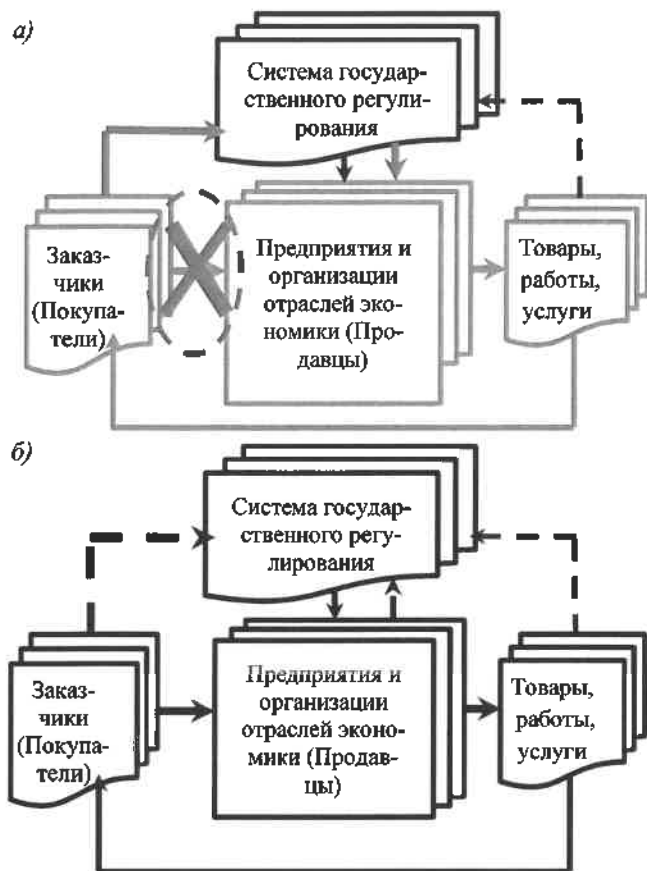 а)
Система государ-
ственного регули-
рования
Заказ-
чики
(Покупа-
тели)
Предприятия и
организации
отраслей эко-
номики (Про-
давцы)
Товары,
работы,
услуги
б)
Система государ-
ственного регу-
лирования
Заказ-
чики
(Покупа-
тели)
Предприятия и
организации
отраслей эконо-
мики (Продав-
цы)
Товары,
работы,
услуги